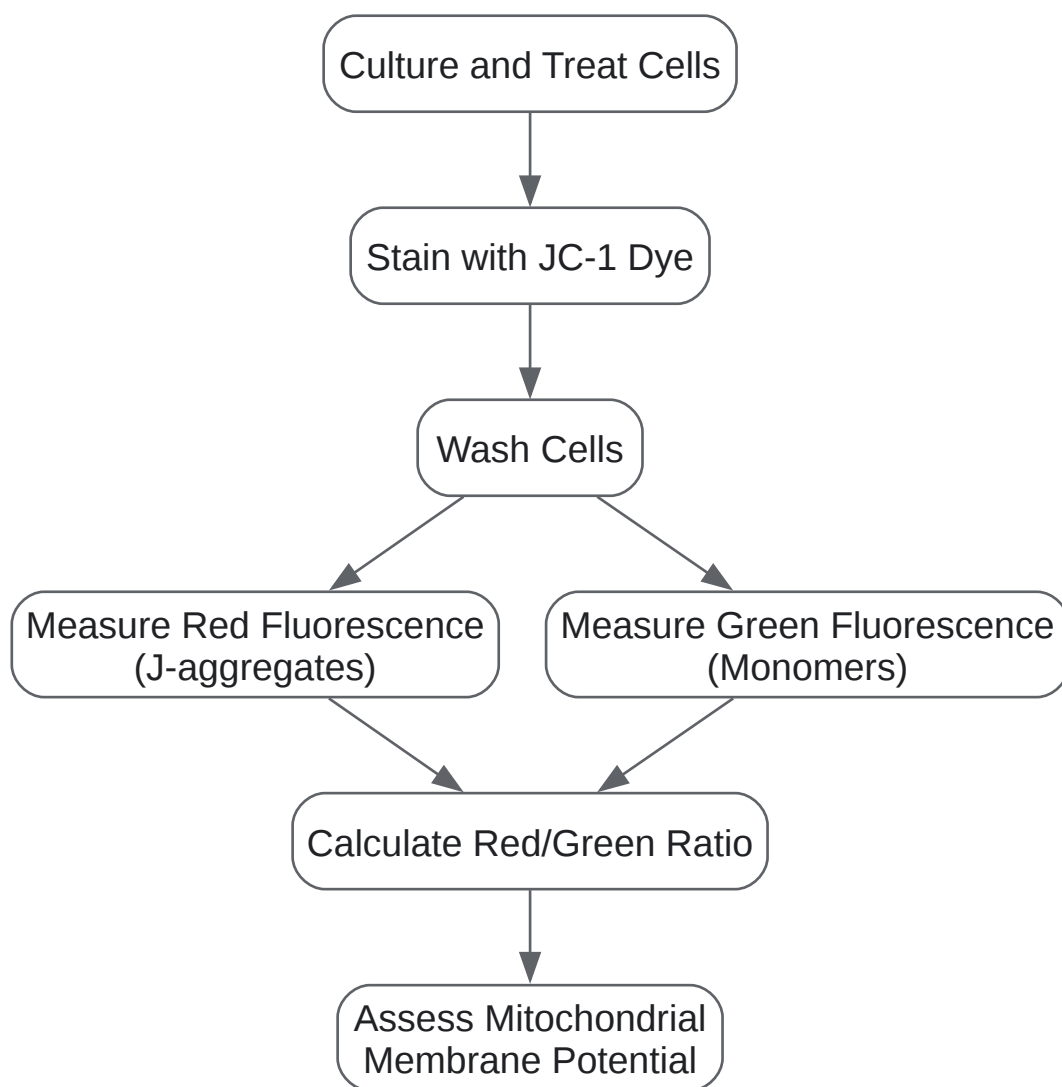 Culture and Treat Cells
Stain with JC-1 Dye
Wash Cells
Measure Red Fluorescence
(J-aggregates)
Measure Green Fluorescence
(Monomers)
Calculate Red/Green Ratio
Assess Mitochondrial
Membrane Potential